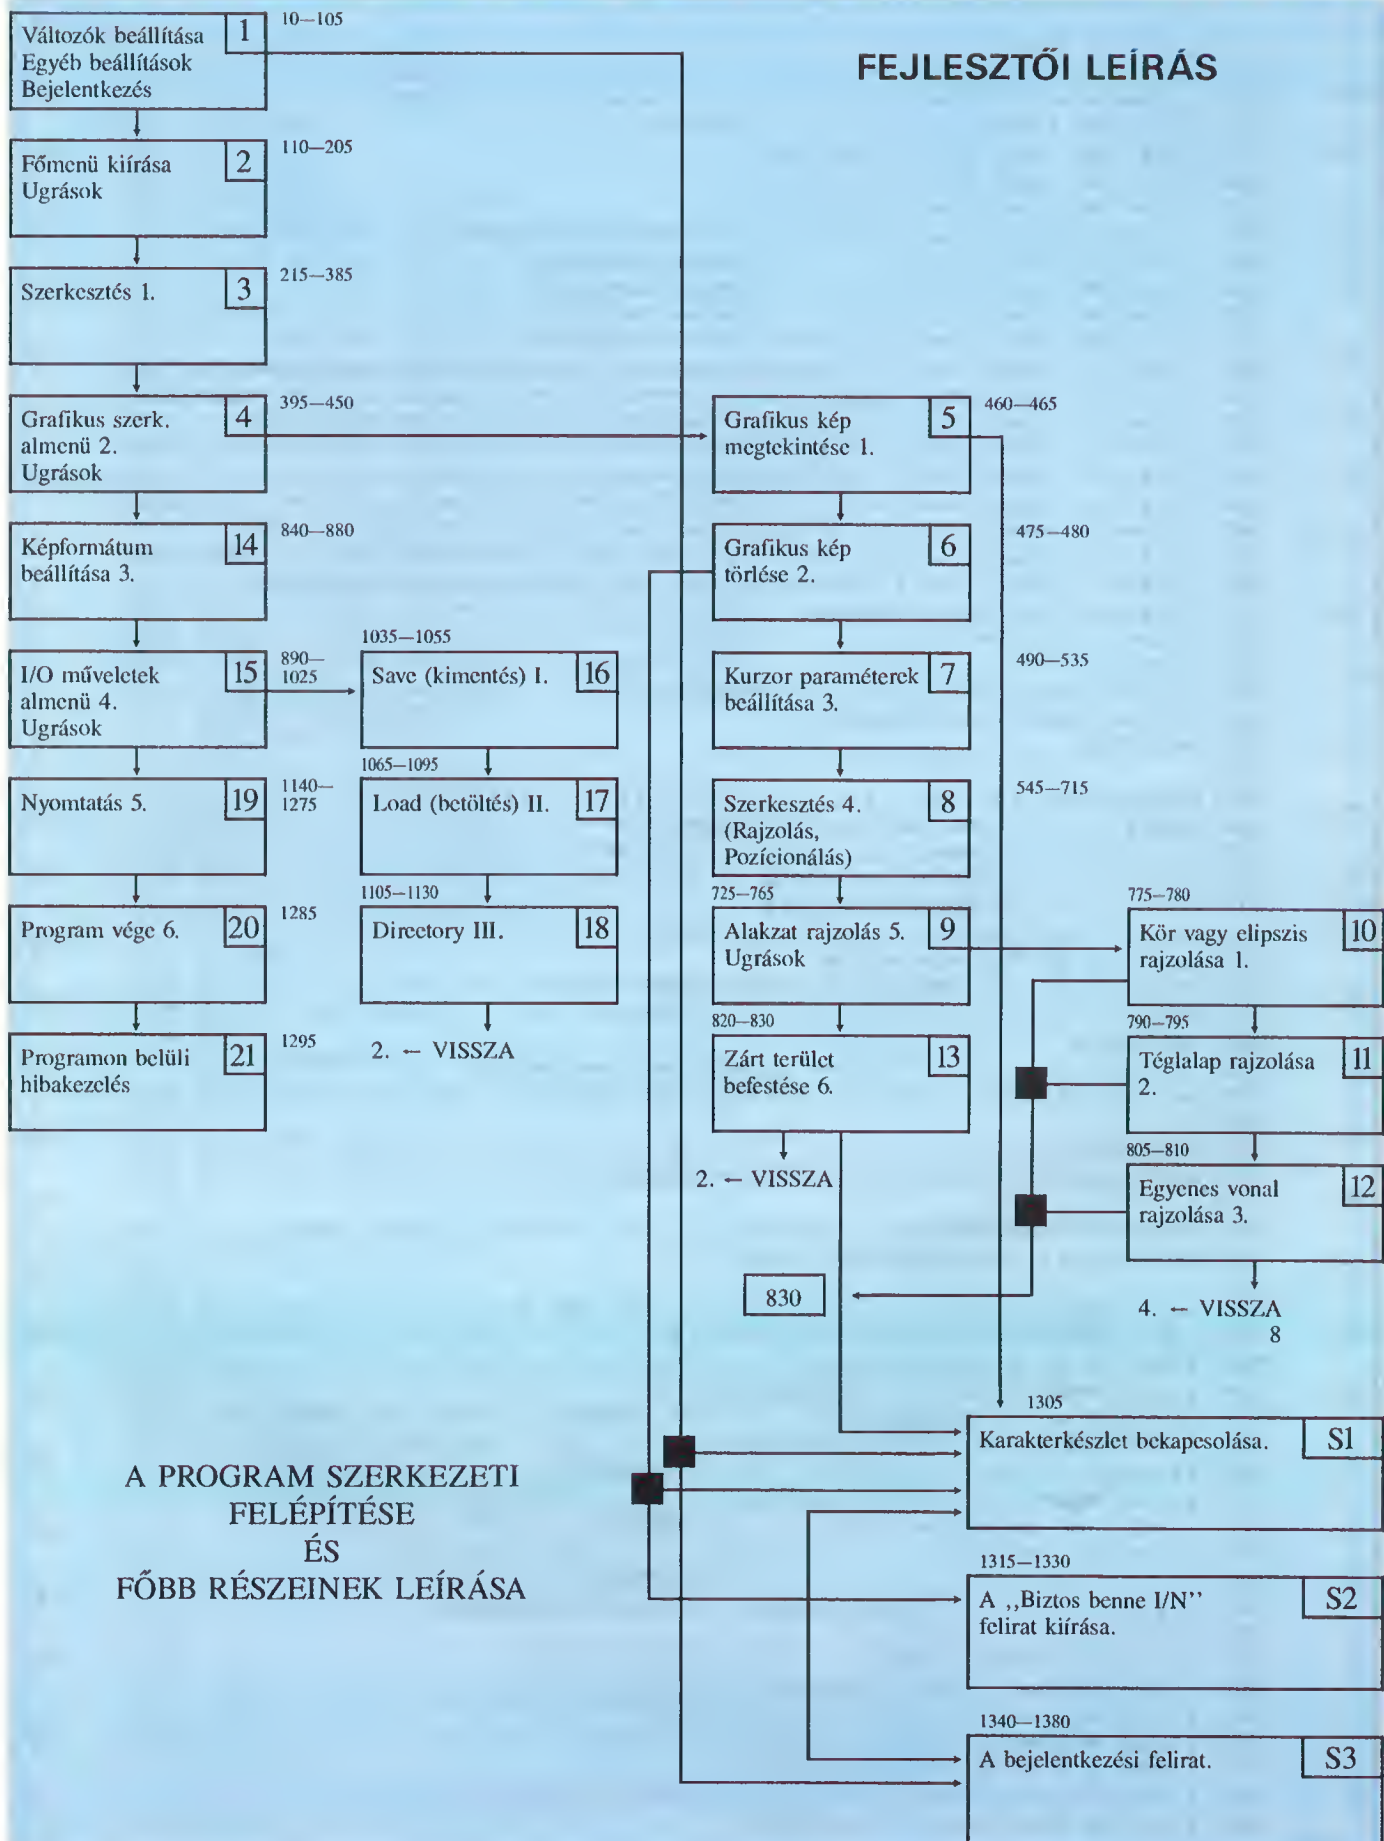 FEJLESZTŐI LEÍRÁS
10—105
Változók beállítása
Egyéb beállítások
Bejelentkezés
1
110—205
Főmenü kiírása
Ugrások
2
215—385
Szerkesztés 1.
3
395—450
Grafikus szerk.
almenü 2.
Ugrások
4
840—880
Képformátum
beállítása 3.
14
890—
1025
I/O műveletek
almenü 4.
Ugrások
15
1140—
1275
Nyomtatás 5.
19
1285
Program vége 6.
20
1295
Programon belüli
hibakezelés
21
1035—1055
Save (kimentés) I.
16
1065—1095
Load (betöltés) II.
17
1105—1130
Directory III.
18
2. ← VISSZA
460—465
Grafikus kép
megtekintése 1.
5
475—480
Grafikus kép
törlése 2.
6
490—535
Kurzor paraméterek
beállítása 3.
7
545—715
Szerkesztés 4.
(Rajzolás,
Pozícionálás)
8
725—765
Alakzat rajzolás 5.
Ugrások
9
820—830
Zárt terület
befestése 6.
13
2. ← VISSZA
775—780
Kör vagy elipszis
rajzolása 1.
10
790—795
Téglalap rajzolása
2.
11
805—810
Egyenes vonal
rajzolása 3.
12
4. ← VISSZA
8
830
1305
Karakterkészlet bekapcsolása.
S1
1315—1330
A ,,Biztos benne I/N’’
felirat kiírása.
S2
1340—1380
A bejelentkezési felirat.
S3
A PROGRAM SZERKEZETI
FELÉPÍTÉSE
ÉS
FŐBB RÉSZEINEK LEÍRÁSA